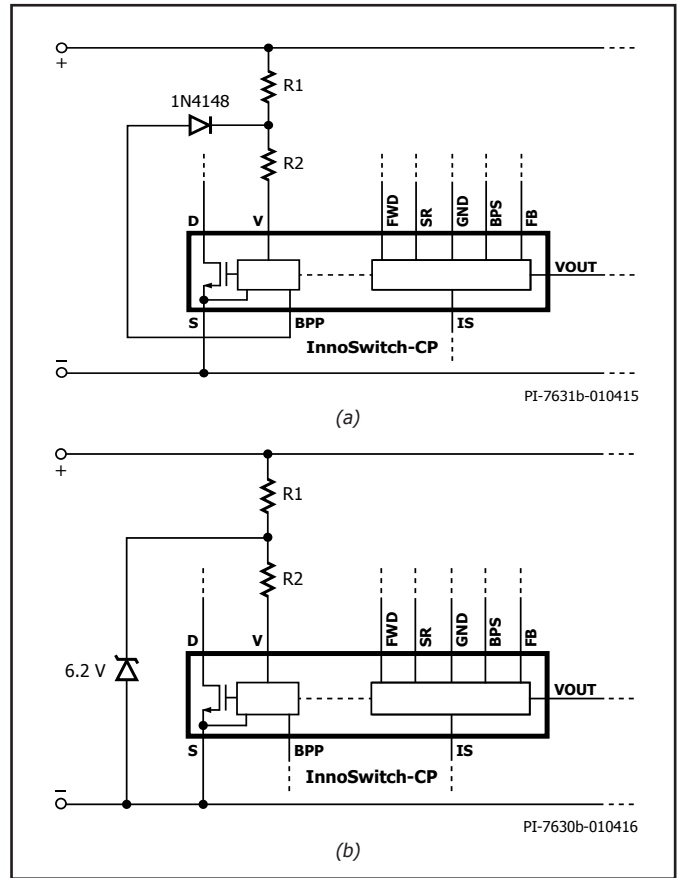 +
R1
1N4148
R2
D
V
FWD
SR
GND
BPS
FB
VOUT
S
BPP
IS
InnoSwitch-CP
–
PI-7631b-010415
(a)
+
R1
R2
D
V
FWD
SR
GND
BPS
FB
6.2 V
VOUT
S
BPP
IS
InnoSwitch-CP
–
PI-7630b-010416
(b)